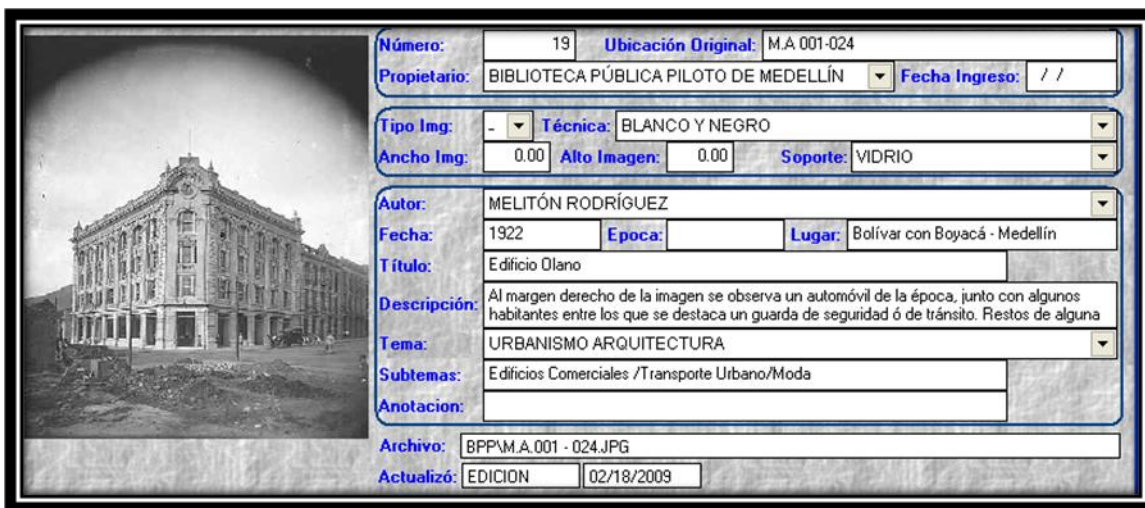 Número: 19 Ubicación Original: M.A 001-024
Propietario: BIBLIOTECA PÚBLICA PILOTO DE MEDELLÍN Fecha Ingreso: / /
Tipo Img: - Técnica: BLANCO Y NEGRO
Ancho Img: 0.00 Alto Imagen: 0.00 Soporte: VIDRIO
Autor: MELITÓN RODRÍGUEZ
Fecha: 1922 Epoca: Lugar: Bolívar con Boyacá - Medellín
Título: Edificio Olano
Descripción: Al margen derecho de la imagen se observa un automóvil de la época, junto con algunos
habitantes entre los que se destaca un guarda de seguridad ó de tránsito. Restos de alguna
Tema: URBANISMO ARQUITECTURA
Subtemas: Edificios Comerciales /Transporte Urbano/Moda
Anotacion:
Archivo: BPP\M.A.001 - 024.JPG
Actualizó: EDICION 02/18/2009